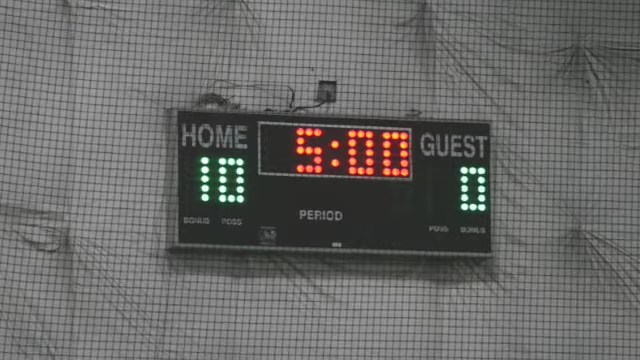 HOME 5:00 GUEST
10 0
PERIOD
BONUS POSS POSS BONUS